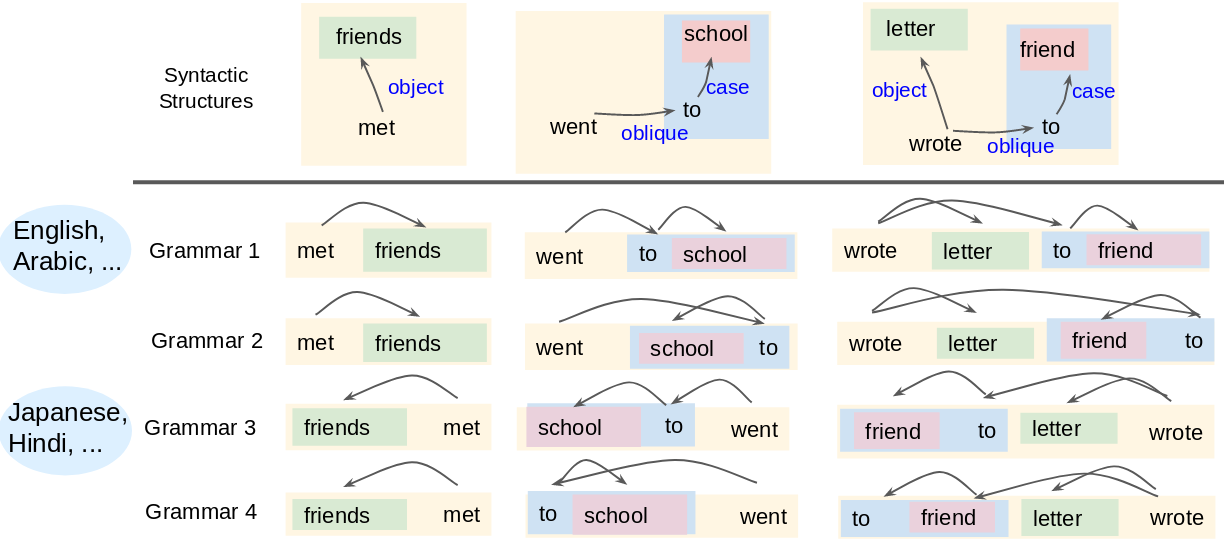 Syntactic
Structures
friends
object
met
school
case
to
went
oblique
letter
friend
object
case
to
wrote
oblique
English,
Arabic, ...
Grammar 1
met friends
went to school
wrote letter to friend
Grammar 2
met friends
went school to
wrote letter friend to
Japanese,
Hindi, ...
Grammar 3
friends met
school to went
friend to letter wrote
Grammar 4
friends met
to school went
to friend letter wrote